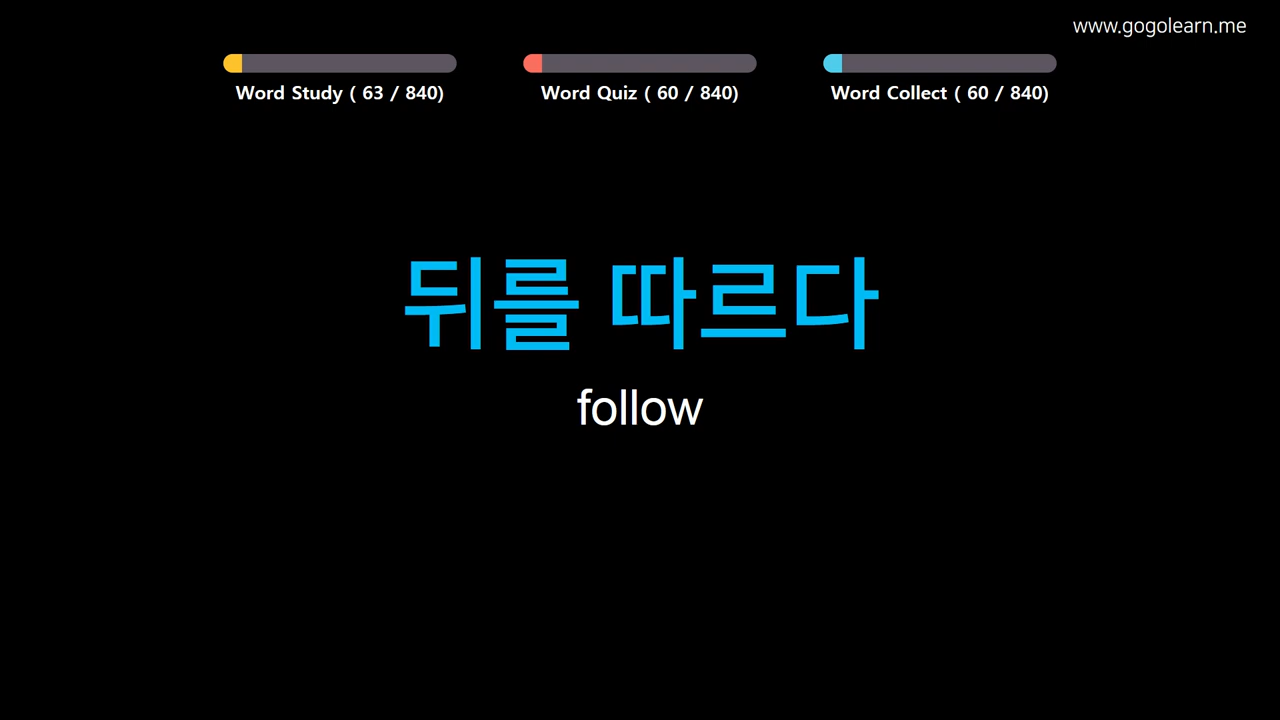 www.gogolearn.me
Word Study ( 63 / 840)
Word Quiz ( 60 / 840)
Word Collect ( 60 / 840)
뒤를 따르다
follow